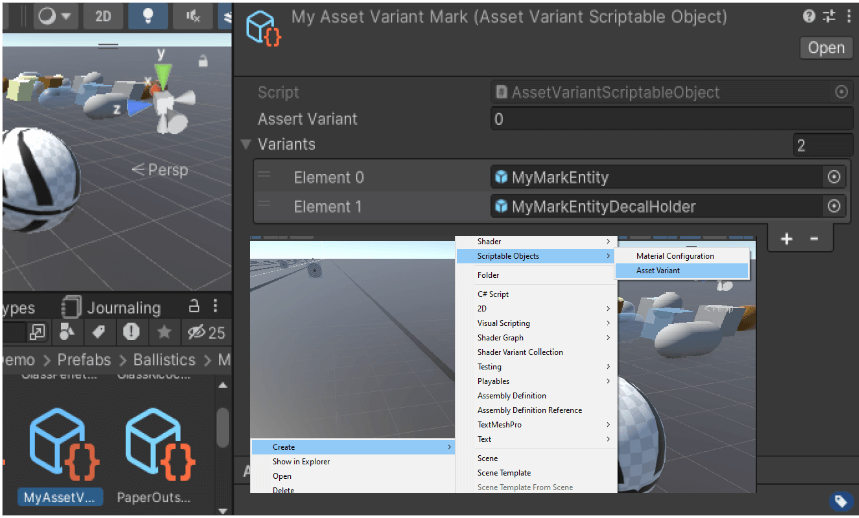 2D
My Asset Variant Mark (Asset Variant Scriptable Object)
Open
Script
AssetVariantScriptableObject
Assert Variant
0
Variants
2
Element 0
MyMarkEntity
Element 1
MyMarkEntityDecalHolder
y
x
z
Persp
Shader
Scriptable Objects
Folder
C# Script
2D
Visual Scripting
Shader Graph
Shader Variant Collection
Testing
Playables
Assembly Definition
Assembly Definition Reference
TextMeshPro
Text
Scene
Scene Template
Scene Template From Scene
Material Configuration
Asset Variant
Create
Show in Explorer
Open
Delete
ypes
Journaling
25
emo > Prefabs > Ballistics > M
MyAssetV...
PaperOuts...